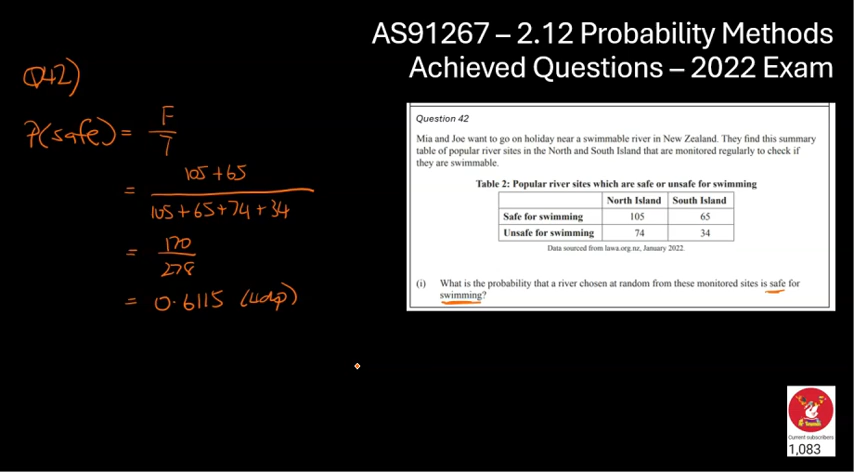 AS91267 – 2.12 Probability Methods
Achieved Questions – 2022 Exam
Q42)
P(safe) = F/T
= 105 + 65 / 105 + 65 + 74 + 34
= 170 / 278
= 0.6115 (4dp)
Question 42
Mia and Joe want to go on holiday near a swimmable river in New Zealand. They find this summary
table of popular river sites in the North and South Island that are monitored regularly to check if
they are swimmable.
Table 2: Popular river sites which are safe or unsafe for swimming
North Island South Island
Safe for swimming 105 65
Unsafe for swimming 74 34
Data sourced from lawa.org.nz, January 2022.
(i) What is the probability that a river chosen at random from these monitored sites is safe for
swimming?
Current subscribers
1,083